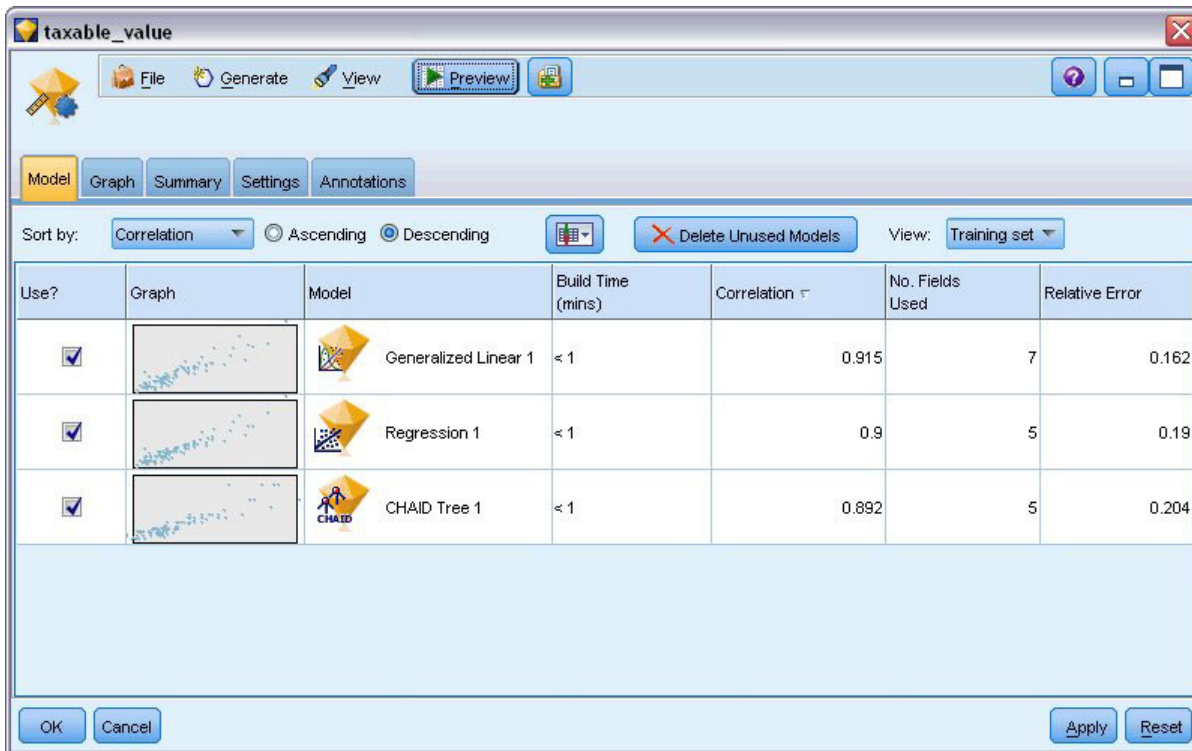 taxable_value
File Generate View Preview
Model Graph Summary Settings Annotations
Sort by: Correlation Ascending Descending Delete Unused Models View: Training set
Use? Graph Model Build Time (mins) Correlation No. Fields Used Relative Error
Generalized Linear 1 < 1 0.915 7 0.162
Regression 1 < 1 0.9 5 0.19
CHAID CHAID Tree 1 < 1 0.892 5 0.204
OK Cancel Apply Reset